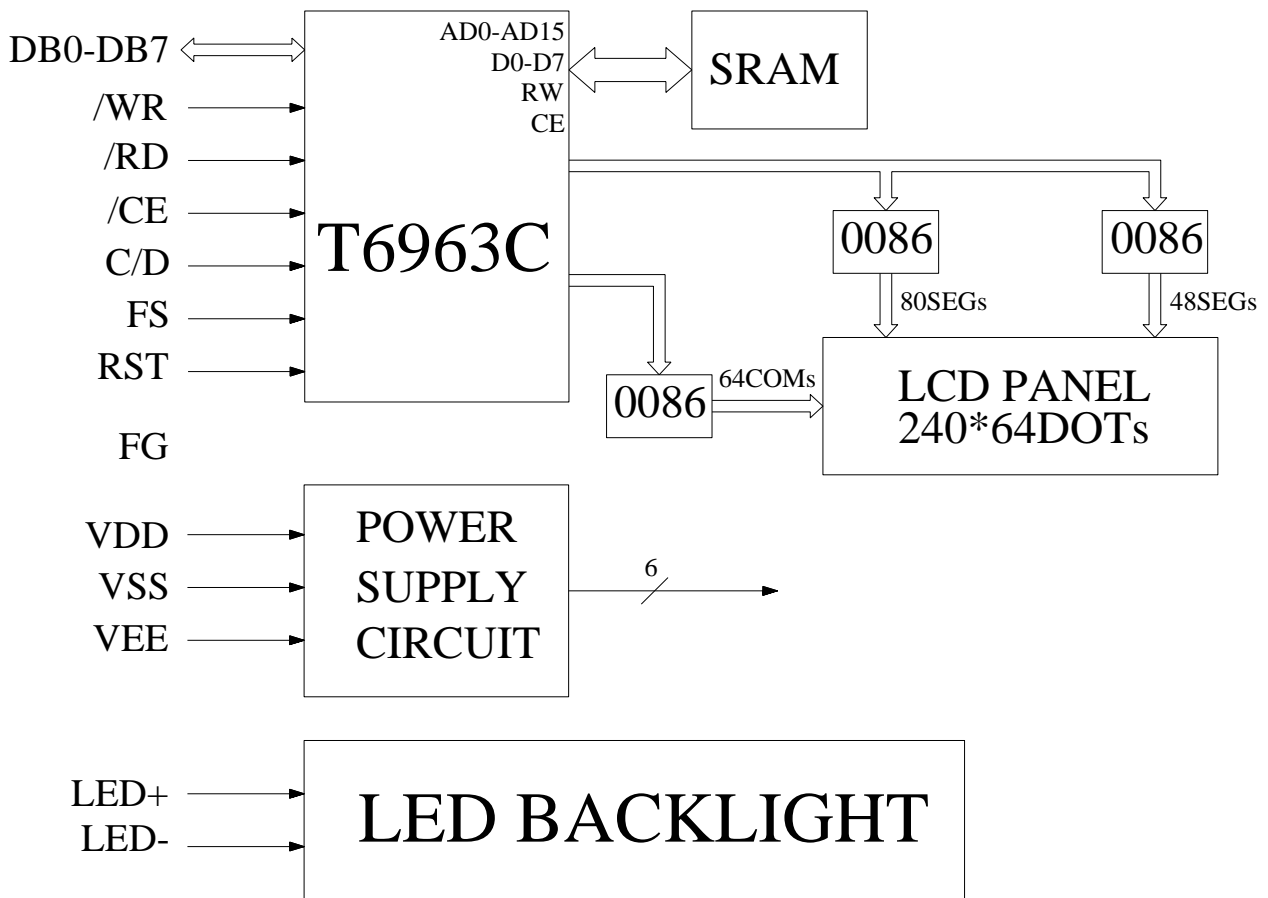 DB0-DB7
/WR
/RD
/CE
C/D
FS
RST
FG
AD0-AD15
D0-D7
RW
CE
T6963C
SRAM
0086
0086
80SEGs
48SEGs
0086
64COMs
LCD PANEL
240*64DOTs
VDD
VSS
VEE
POWER
SUPPLY
CIRCUIT
6
LED+
LED-
LED BACKLIGHT